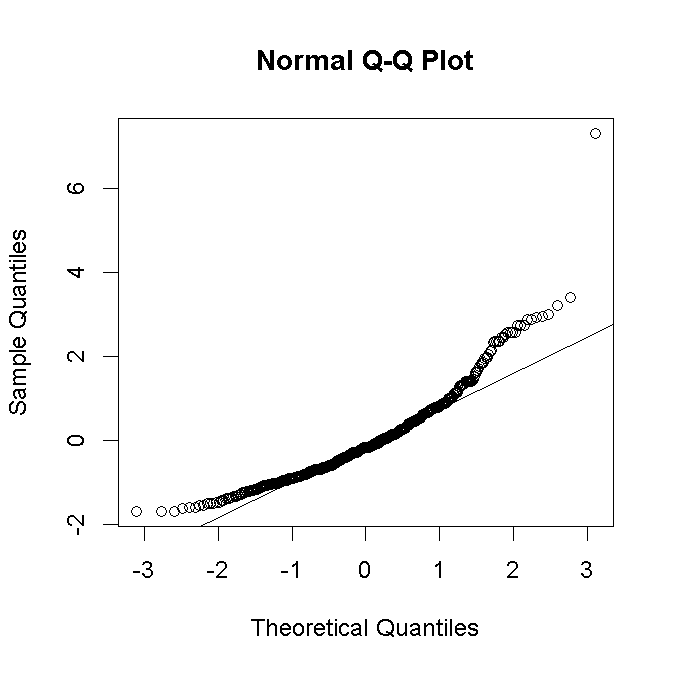 Normal Q-Q Plot
Sample Quantiles
6
4
2
0
-2
-3 -2 -1 0 1 2 3
Theoretical Quantiles